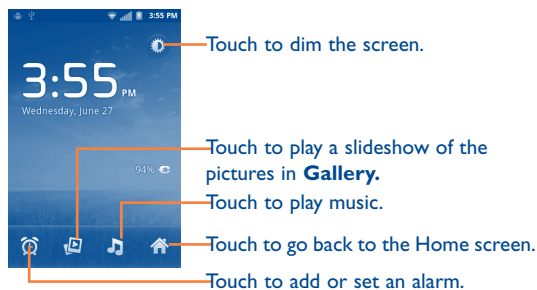 3:55 PM
Touch to dim the screen.
3:55 PM
Wednesday, June 27
Touch to play a slideshow of the
pictures in Gallery.
94%
Touch to play music.
Touch to go back to the Home screen.
Touch to add or set an alarm.